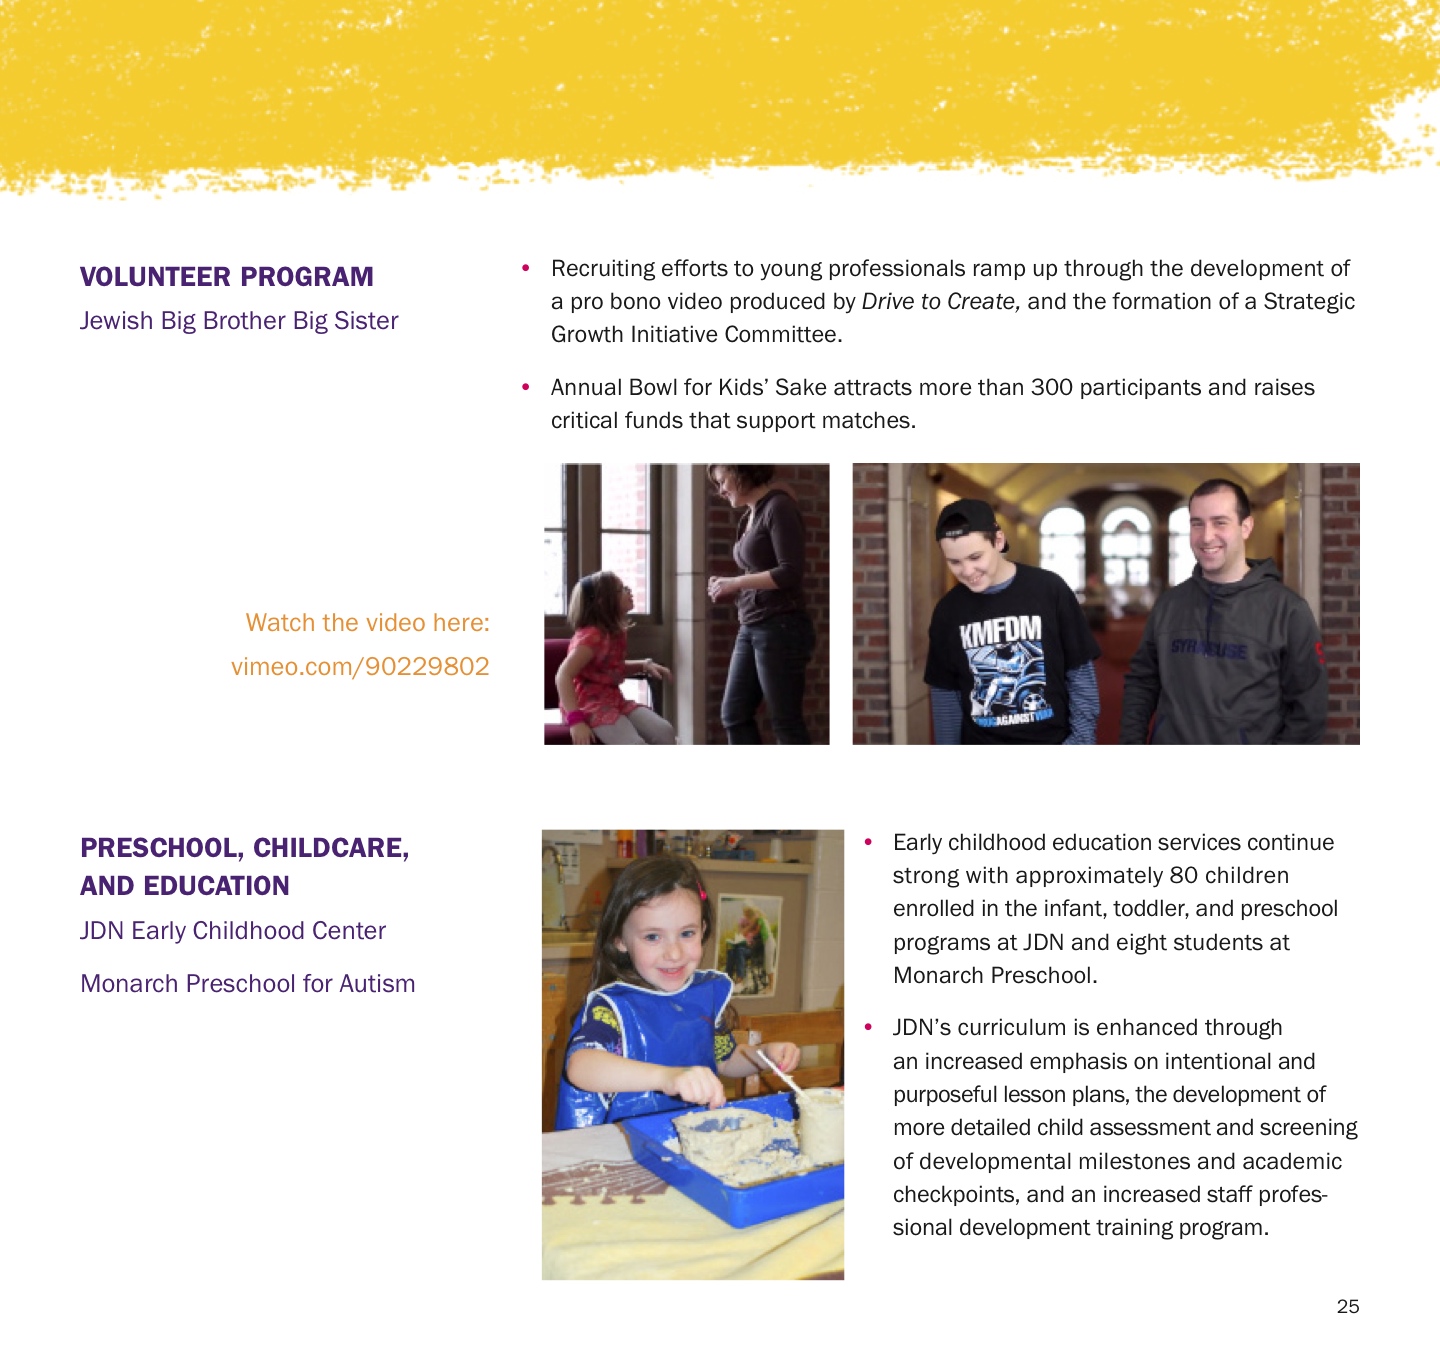 VOLUNTEER PROGRAM
Jewish Big Brother Big Sister
• Recruiting efforts to young professionals ramp up through the development of
a pro bono video produced by Drive to Create, and the formation of a Strategic
Growth Initiative Committee.
• Annual Bowl for Kids’ Sake attracts more than 300 participants and raises
critical funds that support matches.
Watch the video here:
vimeo.com/90229802
KMFDM
AGAINST
SYRACUSE
PRESCHOOL, CHILDCARE,
AND EDUCATION
JDN Early Childhood Center
Monarch Preschool for Autism
• Early childhood education services continue
strong with approximately 80 children
enrolled in the infant, toddler, and preschool
programs at JDN and eight students at
Monarch Preschool.
• JDN’s curriculum is enhanced through
an increased emphasis on intentional and
purposeful lesson plans, the development of
more detailed child assessment and screening
of developmental milestones and academic
checkpoints, and an increased staff profes-
sional development training program.
25